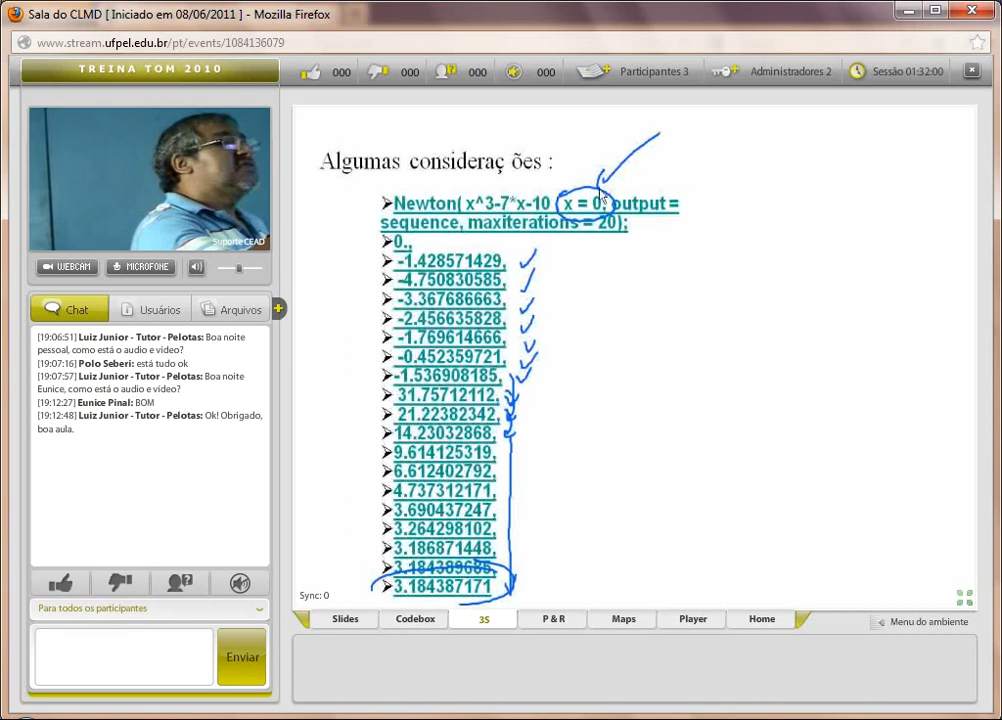 Sala do CLMD [ Iniciado em 08/06/2011 ] - Mozilla Firefox
www.stream.ufpel.edu.br/pt/events/1084136079
TREINA TOM 2010
000 000 000 000 Participantes 3 Administradores 2 Sessão 01:32:00
Suporte CEAD
WEBCAM MICROFONE
Chat Usuários Arquivos
[19:06:51] Luiz Junior - Tutor - Pelotas: Boa noite
pessoal, como está o audio e video?
[19:07:16] Polo Seberi: está tudo ok
[19:07:57] Luiz Junior - Tutor - Pelotas: Boa noite
Eunice, como está o audio e vídeo?
[19:12:27] Eunice Pinal: BOM
[19:12:48] Luiz Junior - Tutor - Pelotas: Ok! Obrigado,
boa aula.
Para todos os participantes
Enviar
Algumas consideraç ões :
Newton( x^3-7*x-10 x = 0, output =
sequence, maxiterations = 20);
0.,
-1.428571429,
-4.750830585,
-3.367686663,
-2.456635828,
-1.769614666,
-0.452359721,
-1.536908185,
31.75712112,
21.22382342,
14.23032868,
9.614125319,
6.612402792,
4.737312171,
3.690437247,
3.264298102,
3.186871448,
3.184389686,
3.184387171
Sync: 0
Slides Codebox 35 P & R Maps Player Home
Menu do ambiente